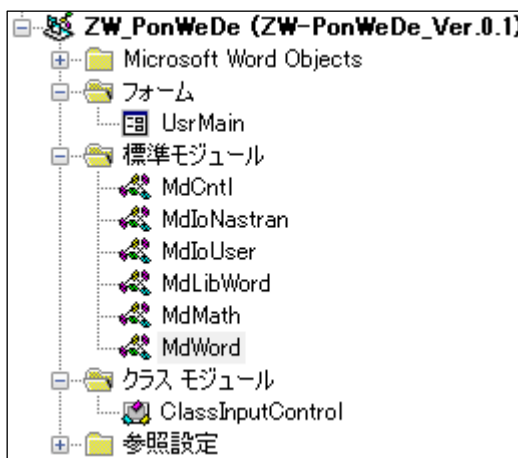 ZW_PonWeDe (ZW-PonWeDe_Ver.0.1)
Microsoft Word Objects
フォーム
UsrMain
標準モジュール
MdCntl
MdIoNastran
MdIoUser
MdLibWord
MdMath
MdWord
クラス モジュール
ClassInputControl
参照設定